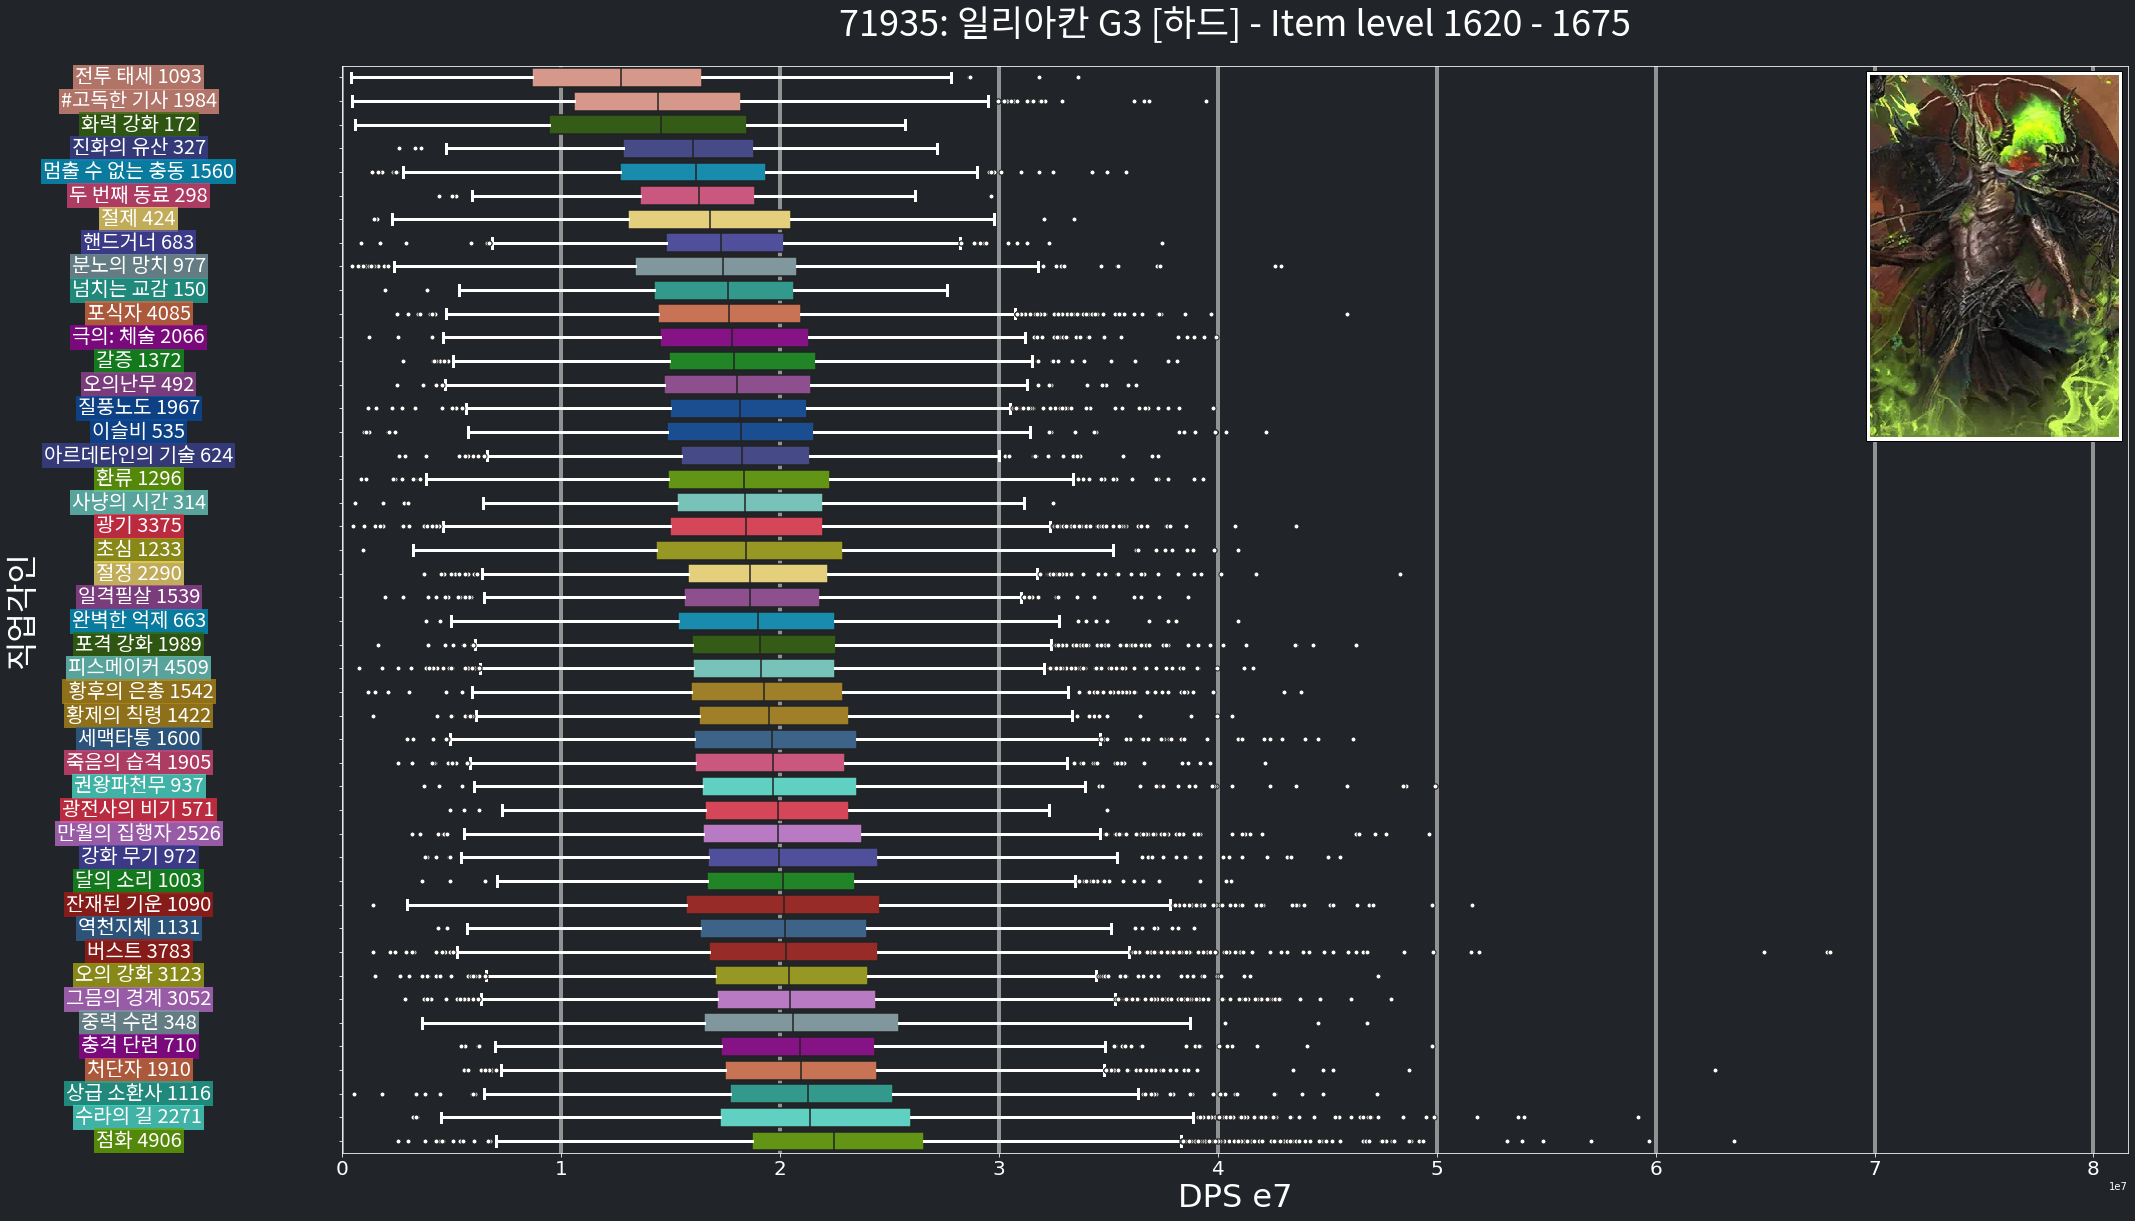 71935: 일리아칸 G3 [하드] - Item level 1620 - 1675
직업각인
전투 태세 1093
#고독한 기사 1984
화력 강화 172
진화의 유산 327
멈출 수 없는 충동 1560
두 번째 동료 298
절제 424
핸드거너 683
분노의 망치 977
넘치는 교감 150
포식자 4085
극의: 체술 2066
갈증 1372
오의난무 492
질풍노도 1967
이슬비 535
아르데타인의 기술 624
환류 1296
사냥의 시간 314
광기 3375
초심 1233
절정 2290
일격필살 1539
완벽한 억제 663
포격 강화 1989
피스메이커 4509
황후의 은총 1542
황제의 칙령 1422
세맥타통 1600
죽음의 습격 1905
권왕파천무 937
광전사의 비기 571
만월의 집행자 2526
강화 무기 972
달의 소리 1003
잔재된 기운 1090
역천지체 1131
버스트 3783
오의 강화 3123
그믐의 경계 3052
중력 수련 348
충격 단련 710
처단자 1910
상급 소환사 1116
수라의 길 2271
점화 4906
0 1 2 3 4 5 6 7 8
1e7
DPS e7